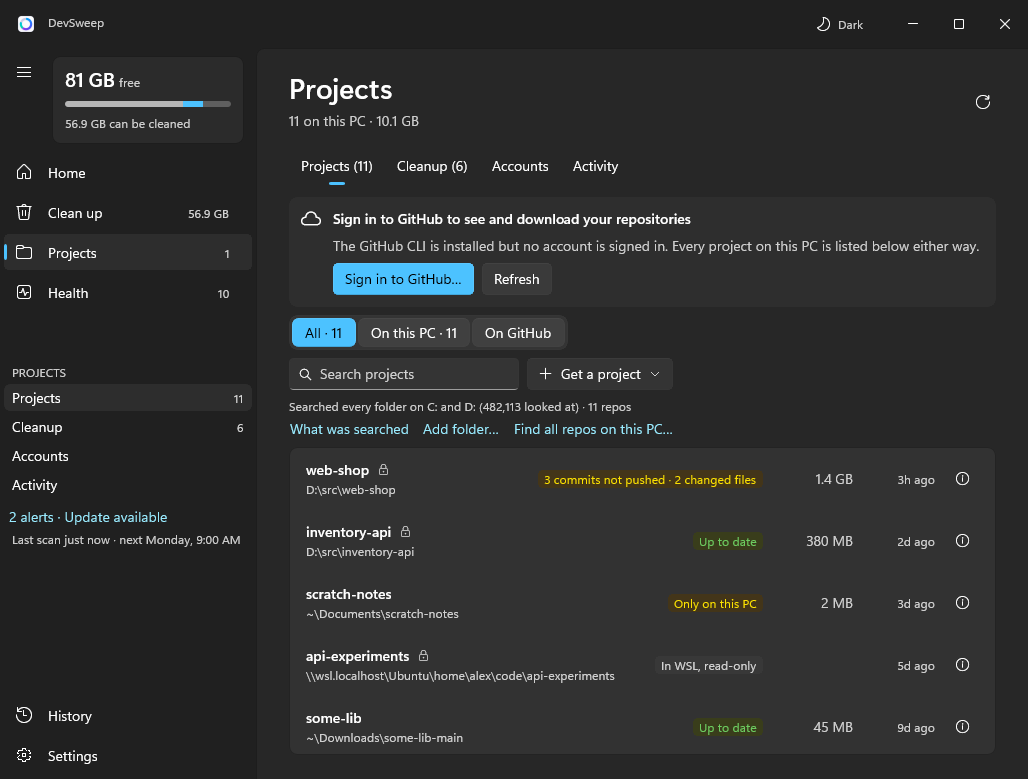 DevSweep
Dark
81 GB free
56.9 GB can be cleaned
Home
Clean up 56.9 GB
Projects 1
Health 10
PROJECTS
Projects 11
Cleanup 6
Accounts
Activity
2 alerts · Update available
Last scan just now · next Monday, 9:00 AM
History
Settings
Projects
11 on this PC · 10.1 GB
Projects (11) Cleanup (6) Accounts Activity
Sign in to GitHub to see and download your repositories
The GitHub CLI is installed but no account is signed in. Every project on this PC is listed below either way.
Sign in to GitHub... Refresh
All · 11 On this PC · 11 On GitHub
Search projects Get a project
Searched every folder on C: and D: (482,113 looked at) · 11 repos
What was searched Add folder... Find all repos on this PC...
web-shop 3 commits not pushed · 2 changed files 1.4 GB 3h ago
D:\src\web-shop
inventory-api Up to date 380 MB 2d ago
D:\src\inventory-api
scratch-notes Only on this PC 2 MB 3d ago
~\Documents\scratch-notes
api-experiments In WSL, read-only 5d ago
\\wsl.localhost\Ubuntu\home\alex\code\api-experiments
some-lib Up to date 45 MB 9d ago
~\Downloads\some-lib-main